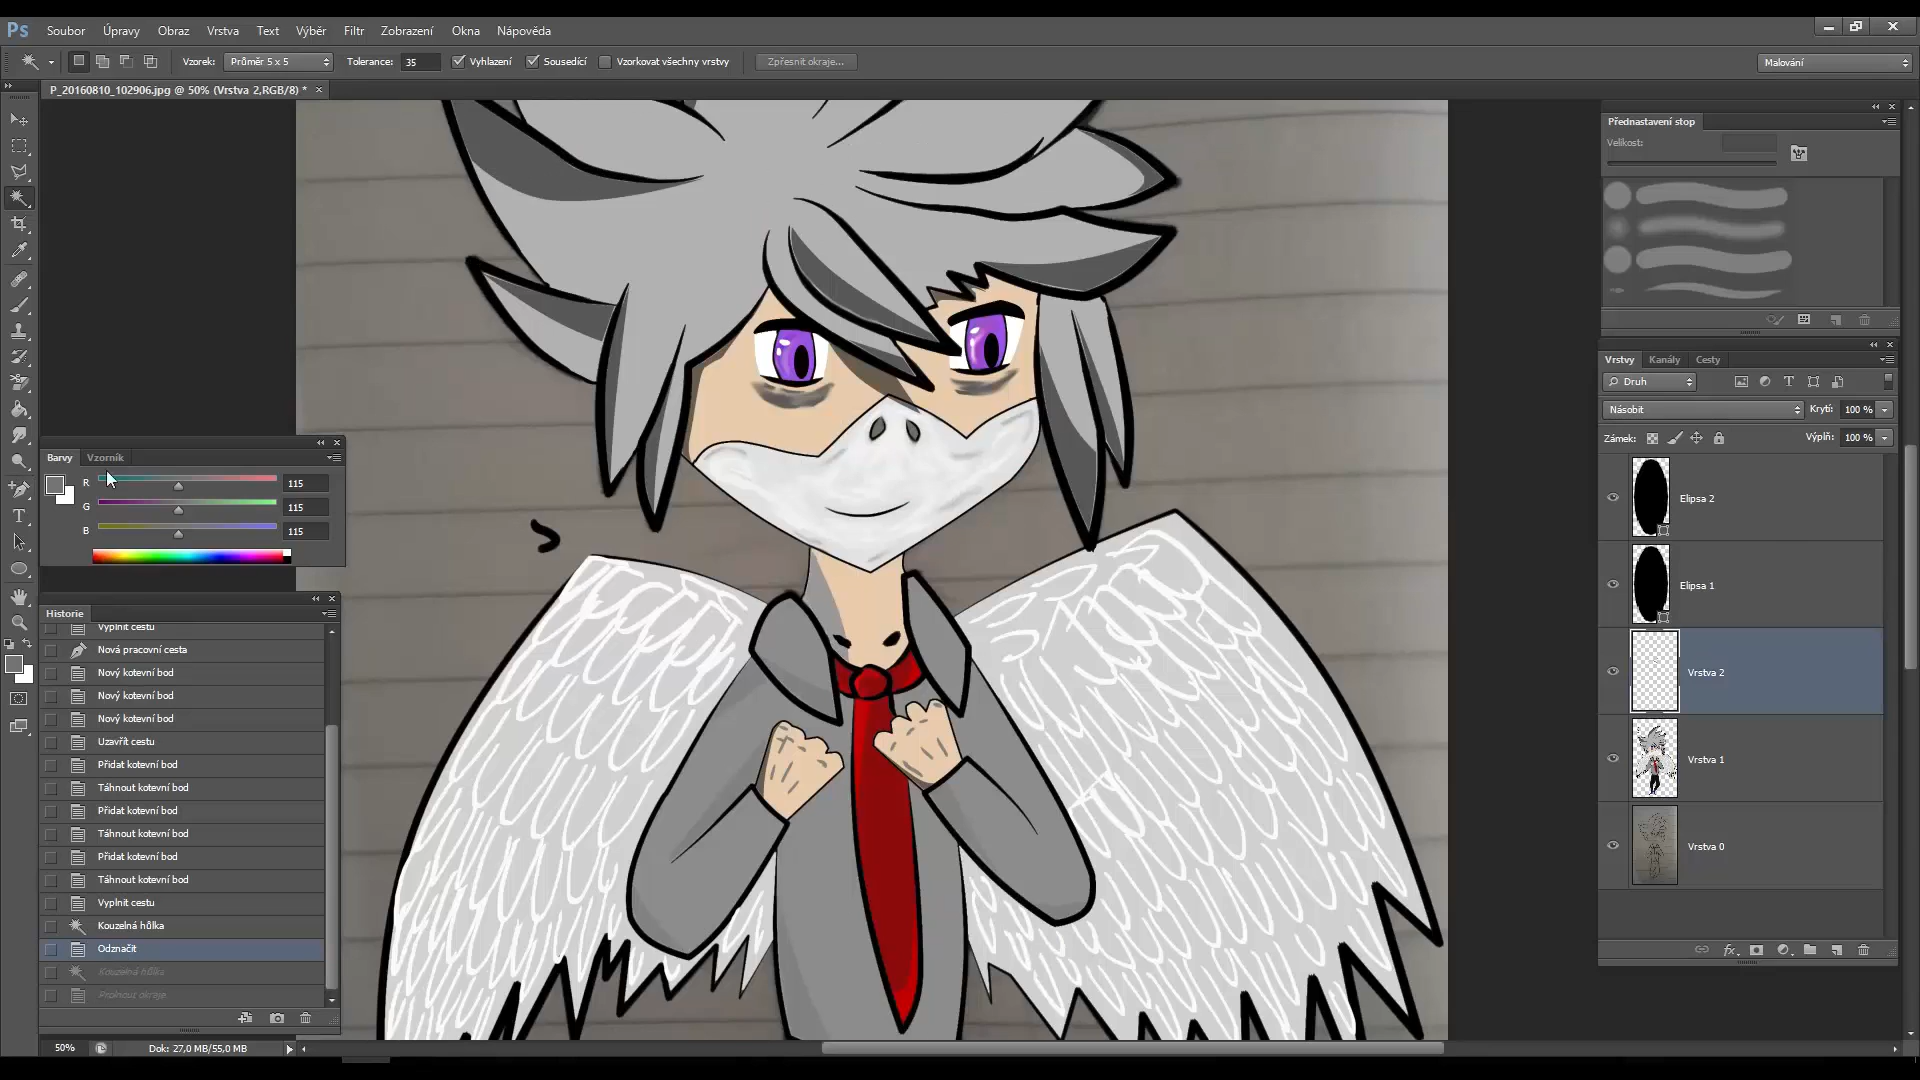 Ps Soubor Úpravy Obraz Vrstva Text Výběr Filtr Zobrazení Okna Nápověda
Vzorek: Průměr 5 x 5 Tolerance: 35 Vyhlazení Sousedící Vzorkovat všechny vrstvy Zpřesnit okraje... Malování
P_20160810_102906.jpg @ 50% (Vrstva 2,RGB/8) *
Přednastavení stop
Velikost:
Vrstvy Kanály Cesty
Druh
Násobit Krytí: 100 %
Zámek: Výplň: 100 %
Elipsa 2
Elipsa 1
Vrstva 2
Vrstva 1
Vrstva 0
fx
Barvy Vzorník
R 115
G 115
B 115
Historie
Vyplnit cestu
Nová pracovní cesta
Nový kotevní bod
Nový kotevní bod
Nový kotevní bod
Uzavřít cestu
Přidat kotevní bod
Táhnout kotevní bod
Přidat kotevní bod
Táhnout kotevní bod
Přidat kotevní bod
Táhnout kotevní bod
Vyplnit cestu
Kouzelná hůlka
Odznačit
Kouzelná hůlka
Prolnout okraje
50% Dok: 27,0 MB/55,0 MB